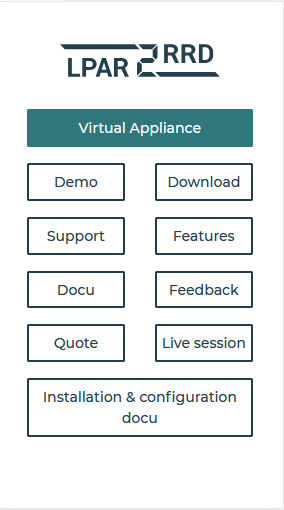 LPAR 2 RRD
Virtual Appliance
Demo
Download
Support
Features
Docu
Feedback
Quote
Live session
Installation & configuration
docu